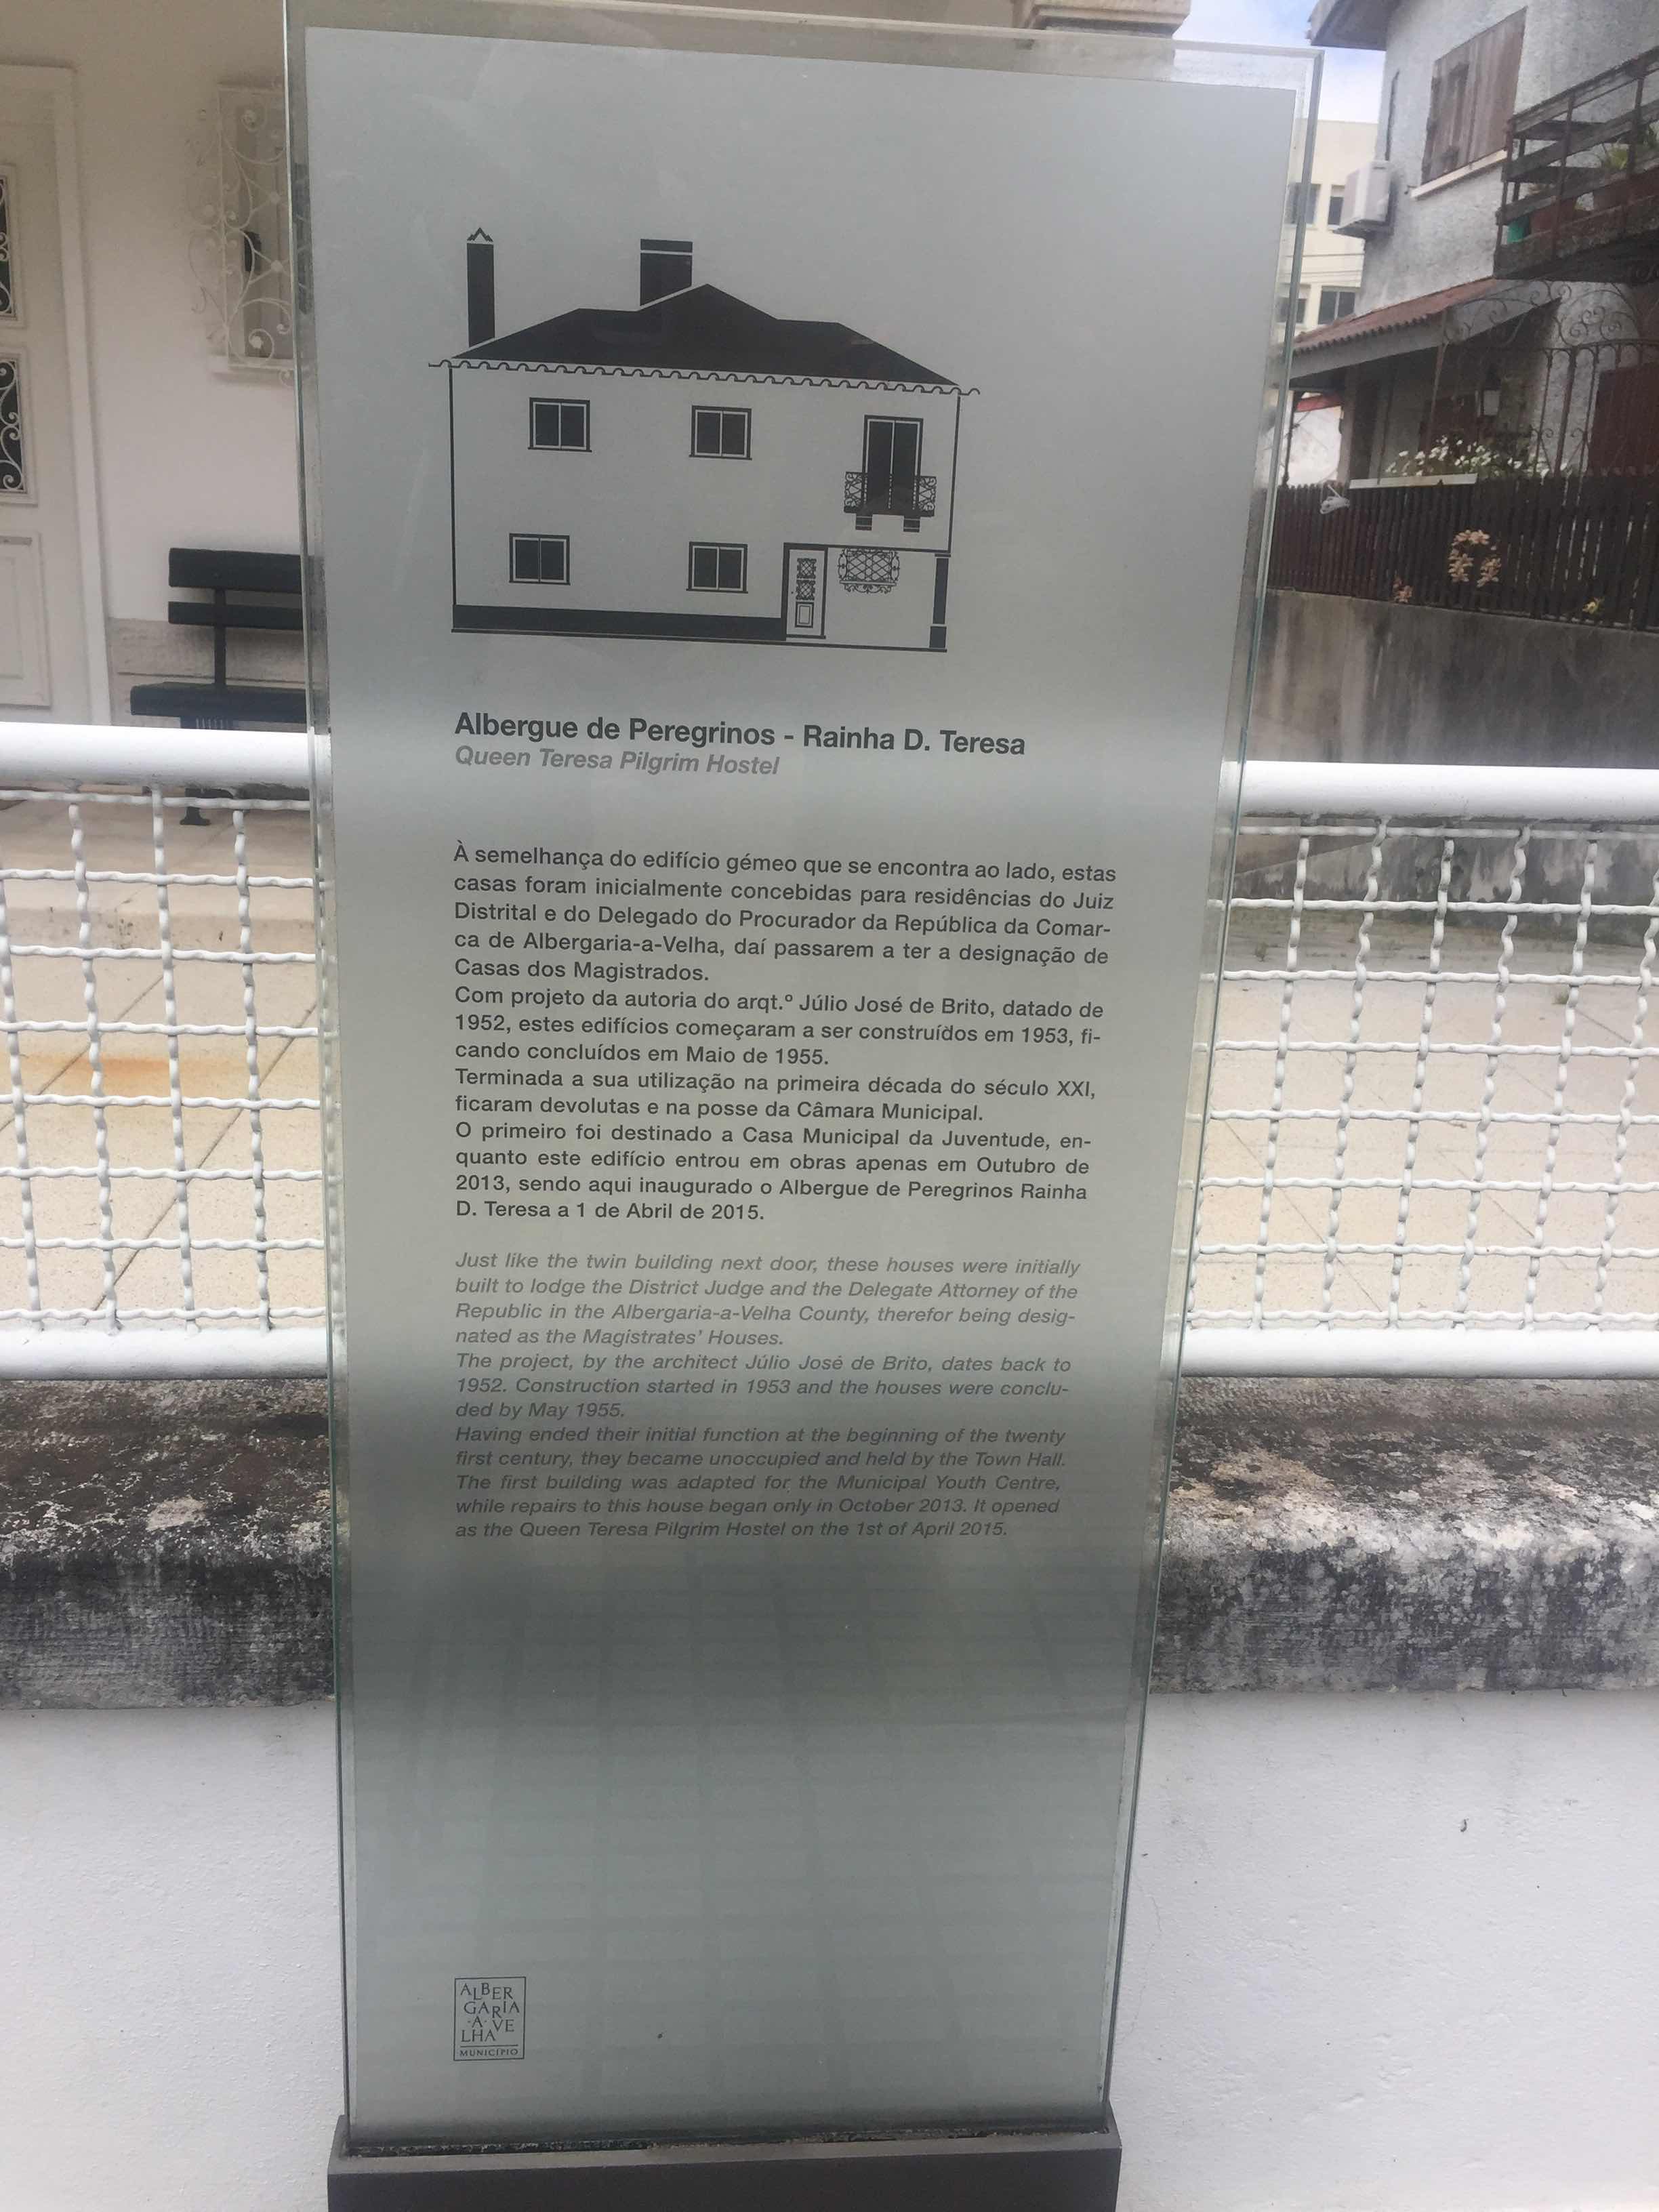 Albergue de Peregrinos - Rainha D. Teresa
Queen Teresa Pilgrim Hostel
À semelhança do edifício gémeo que se encontra ao lado, estas
casas foram inicialmente concebidas para residências do Juiz
Distrital e do Delegado do Procurador da República da Comar-
ca de Albergaria-a-Velha, daí passarem a ter a designação de
Casas dos Magistrados.
Com projeto da autoria do arqt.º Júlio José de Brito, datado de
1952, estes edifícios começaram a ser construídos em 1953, fi-
cando concluídos em Maio de 1955.
Terminada a sua utilização na primeira década do século XXI,
ficaram devolutas e na posse da Câmara Municipal.
O primeiro foi destinado a Casa Municipal da Juventude, en-
quanto este edifício entrou em obras apenas em Outubro de
2013, sendo aqui inaugurado o Albergue de Peregrinos Rainha
D. Teresa a 1 de Abril de 2015.
Just like the twin building next door, these houses were initially
built to lodge the District Judge and the Delegate Attorney of the
Republic in the Albergaria-a-Velha County, therefor being desig-
nated as the Magistrates' Houses.
The project, by the architect Júlio José de Brito, dates back to
1952. Construction started in 1953 and the houses were conclu-
ded by May 1955.
Having ended their initial function at the beginning of the twenty
first century, they became unoccupied and held by the Town Hall.
The first building was adapted for the Municipal Youth Centre,
while repairs to this house began only in October 2013. It opened
as the Queen Teresa Pilgrim Hostel on the 1st of April 2015.
ALBER
GARIA
·A·VE
LHA
MUNICÍPIO